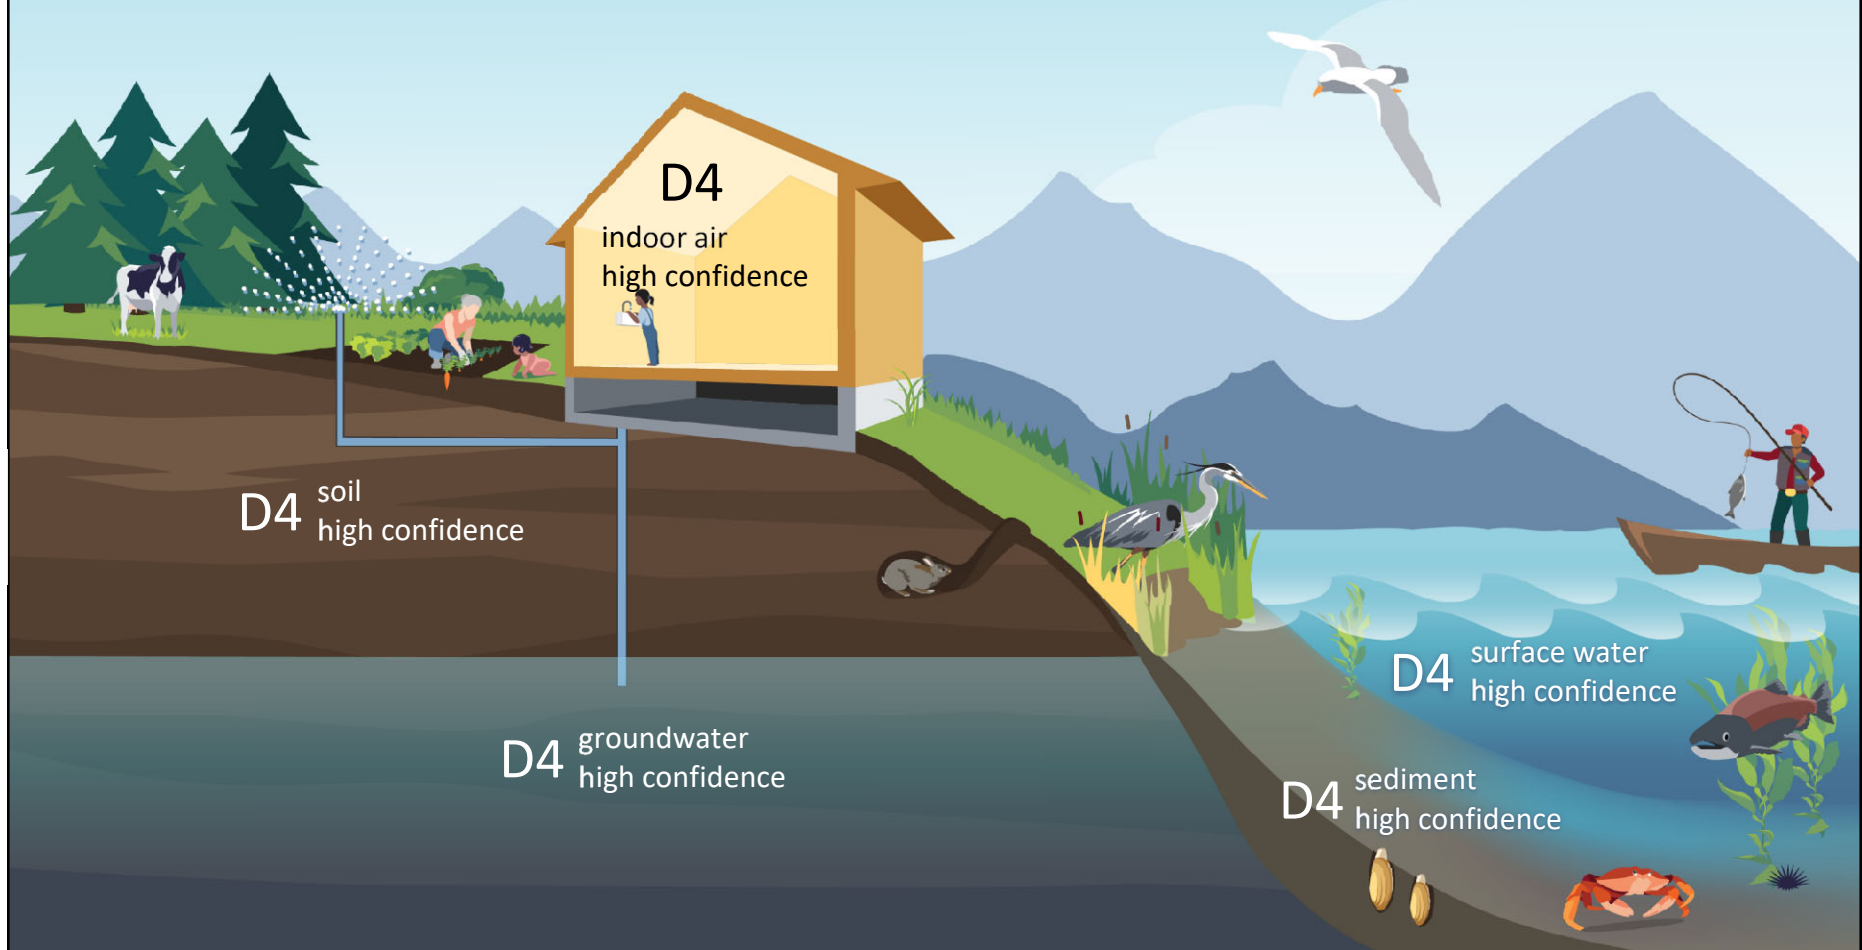 D4
indoor air
high confidence
D4
soil
high confidence
D4
surface water
high confidence
D4
groundwater
high confidence
D4
sediment
high confidence